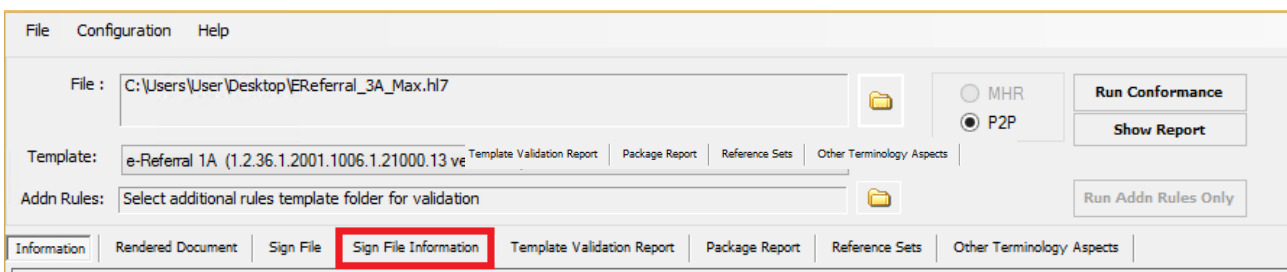 File Configuration Help
File : C:\Users\User\Desktop\EReferral_3A_Max.hl7
MHR
Run Conformance
P2P
Show Report
Template: e-Referral 1A (1.2.36.1.2001.1006.1.21000.13 ve
Template Validation Report Package Report Reference Sets Other Terminology Aspects
Addn Rules: Select additional rules template folder for validation
Run Addn Rules Only
Information Rendered Document Sign File Sign File Information Template Validation Report Package Report Reference Sets Other Terminology Aspects